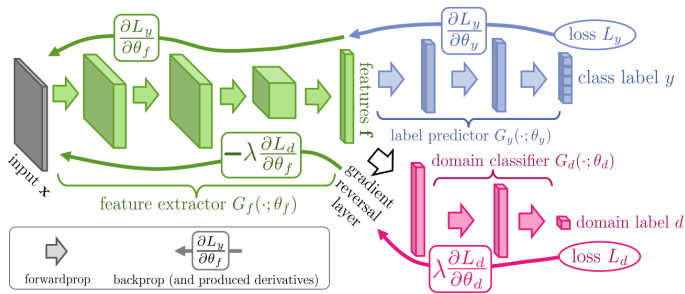 ∂L_y
∂θ_f
∂L_y
∂θ_y
loss L_y
features f
class label y
label predictor G_y(·; θ_y)
input x
−λ ∂L_d
∂θ_f
gradient
reversal
layer
domain classifier G_d(·; θ_d)
feature extractor G_f(·; θ_f)
domain label d
λ ∂L_d
∂θ_d
loss L_d
∂L_y
∂θ_f
forwardprop
backprop (and produced derivatives)